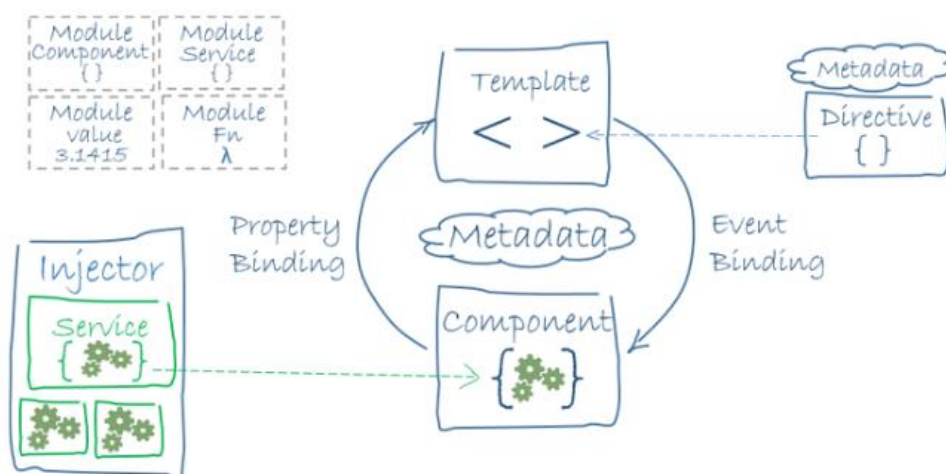 Module
Component
{ }
Module
Service
{ }
Module
value
3.1415
Module
Fn
λ
Template
< >
Metadata
Directive
{ }
Property
Binding
Metadata
Event
Binding
Injector
Service
{ }
Component
{ }